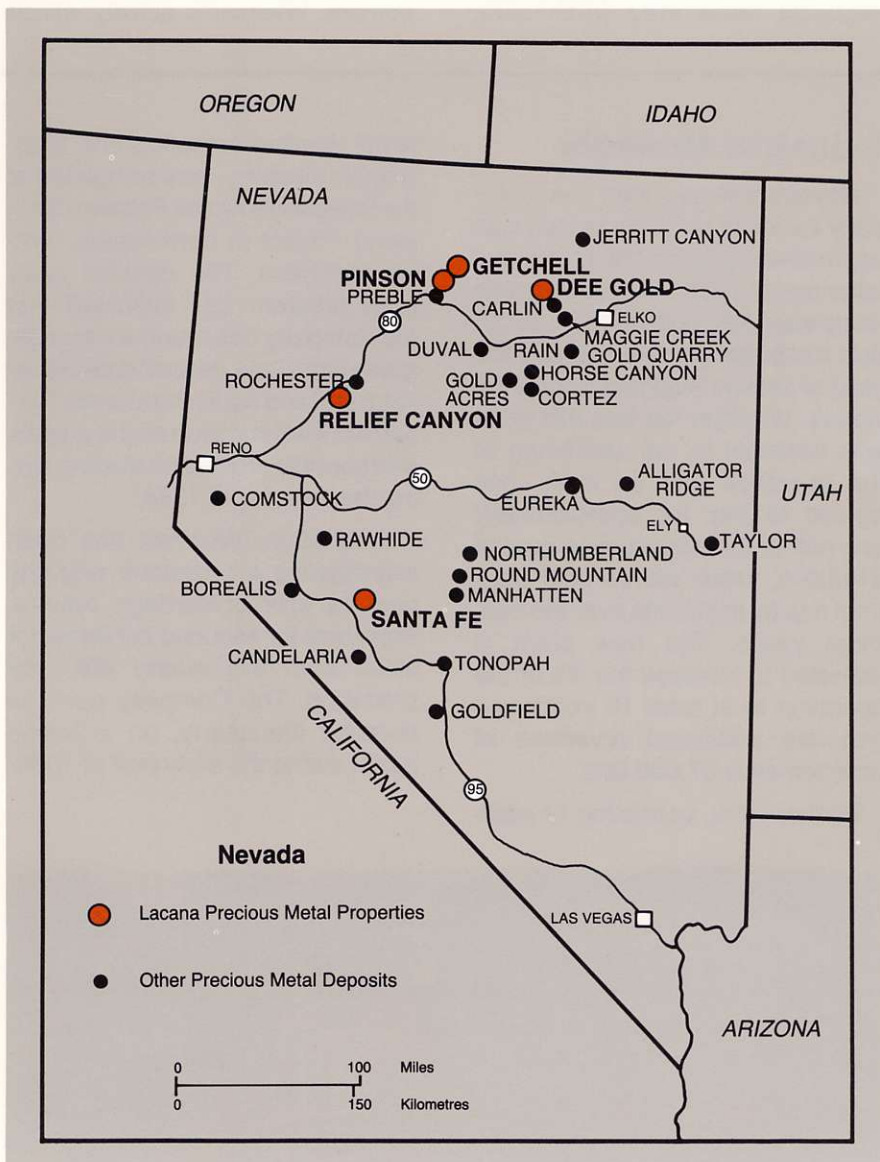 OREGON
IDAHO
NEVADA
JERRITT CANYON
GETCHELL
PINSON
DEE GOLD
PREBLE
CARLIN
ELKO
80
MAGGIE CREEK
DUVAL
RAIN
GOLD QUARRY
HORSE CANYON
ROCHESTER
GOLD
ACRES
CORTEZ
RELIEF CANYON
RENO
50
ALLIGATOR
RIDGE
COMSTOCK
EUREKA
UTAH
ELY
RAWHIDE
TAYLOR
NORTHUMBERLAND
ROUND MOUNTAIN
BOREALIS
MANHATTEN
SANTA FE
CANDELARIA
TONOPAH
GOLDFIELD
CALIFORNIA
95
Nevada
Lacana Precious Metal Properties
LAS VEGAS
Other Precious Metal Deposits
ARIZONA
0 100 Miles
0 150 Kilometres